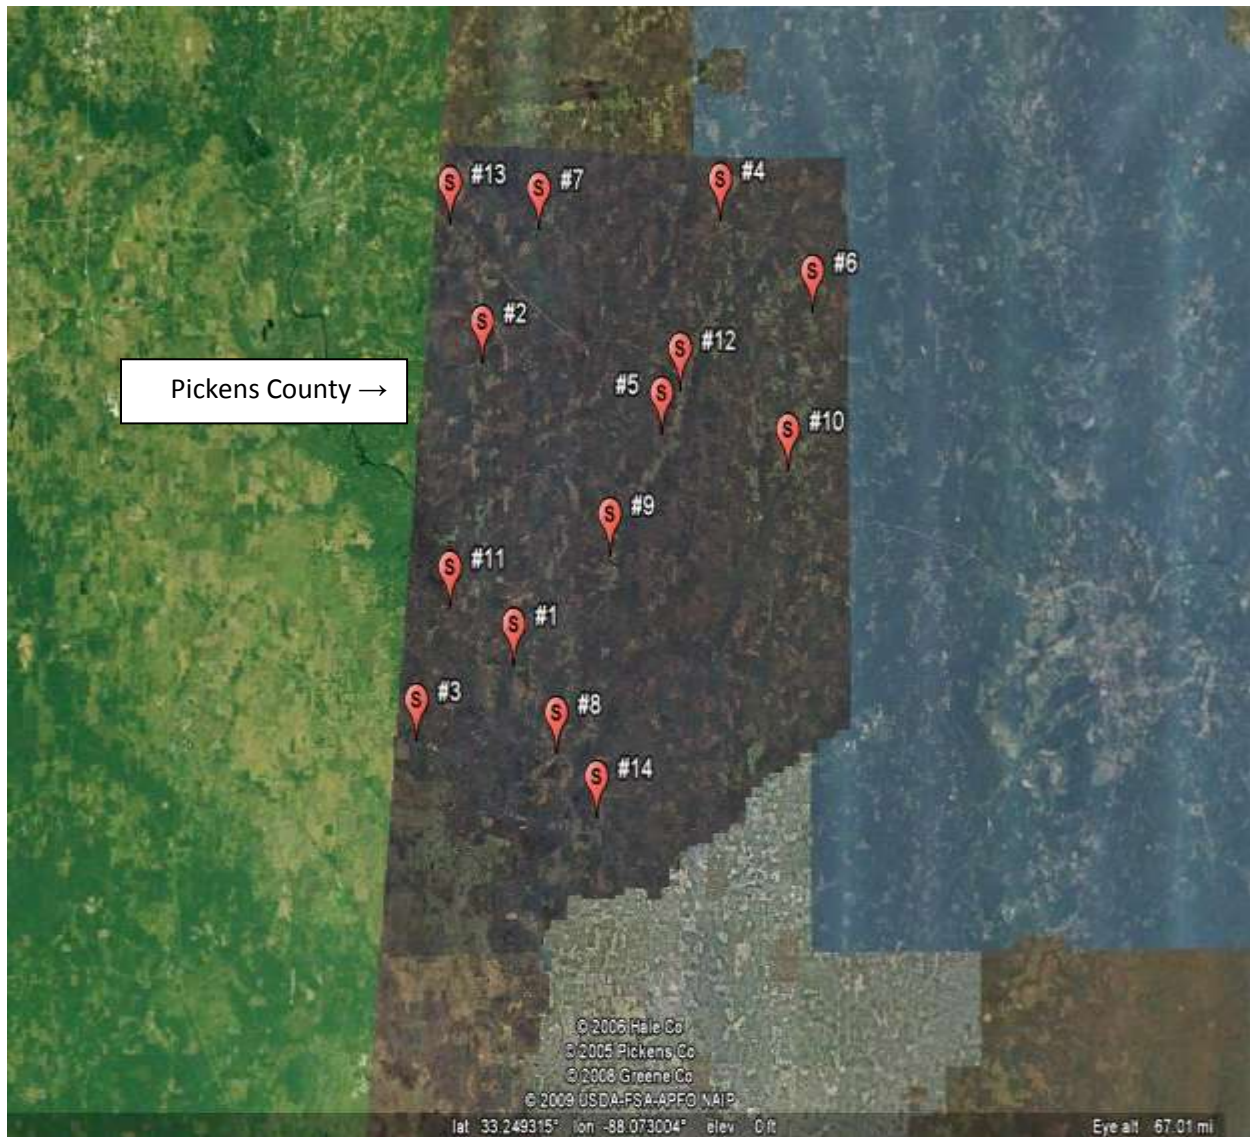 S #13
S #7
S #4
S #6
S #2
S #12
Pickens County →
#5 S
S #10
S #9
S #11
S #1
S #3
S #8
S #14
© 2006 Hale Co
© 2005 Pickens Co
© 2008 Greene Co
© 2009 USDA-FSA-APFO NAIP
lat 33.249315° lon -88.073004° elev 0 ft Eye alt 67.01 mi